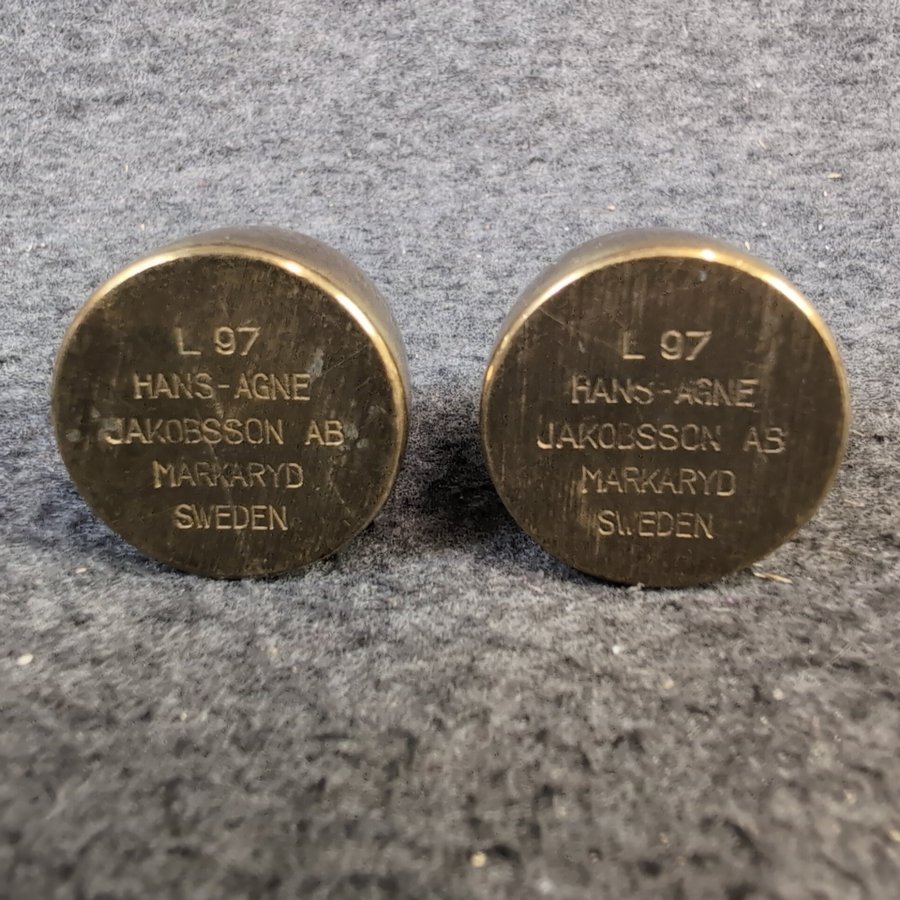 L 97
HANS-AGNE
JAKOBSSON AB
MARKARYD
SWEDEN
L 97
HANS-AGNE
JAKOBSSON AB
MARKARYD
SWEDEN